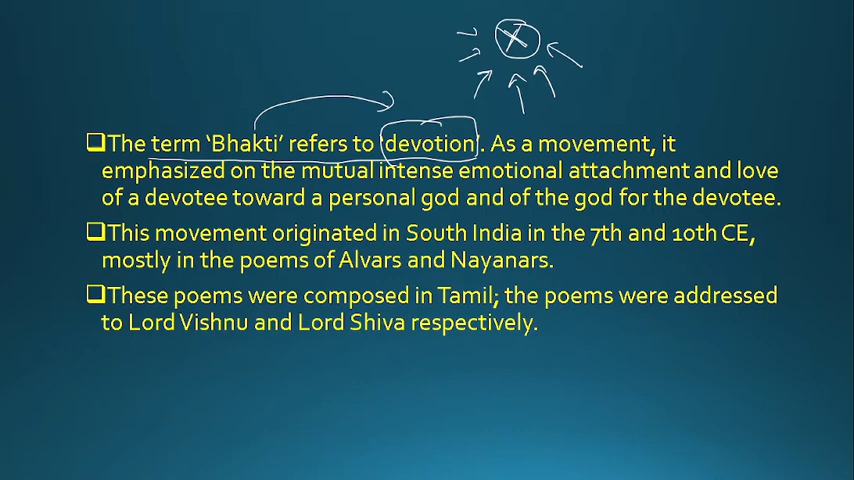 The term ‘Bhakti’ refers to ‘devotion’. As a movement, it
emphasized on the mutual intense emotional attachment and love
of a devotee toward a personal god and of the god for the devotee.
This movement originated in South India in the 7th and 10th CE,
mostly in the poems of Alvars and Nayanars.
These poems were composed in Tamil; the poems were addressed
to Lord Vishnu and Lord Shiva respectively.